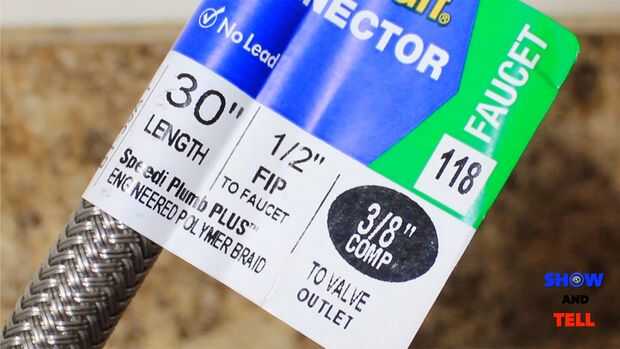 No Lead
NECTOR
FAUCET
118
30"
LENGTH
Speedi Plumb PLUS™
ENGINEERED POLYMER BRAID
1/2"
FIP
TO FAUCET
3/8"
COMP
TO VALVE
OUTLET
SHOW
AND
TELL